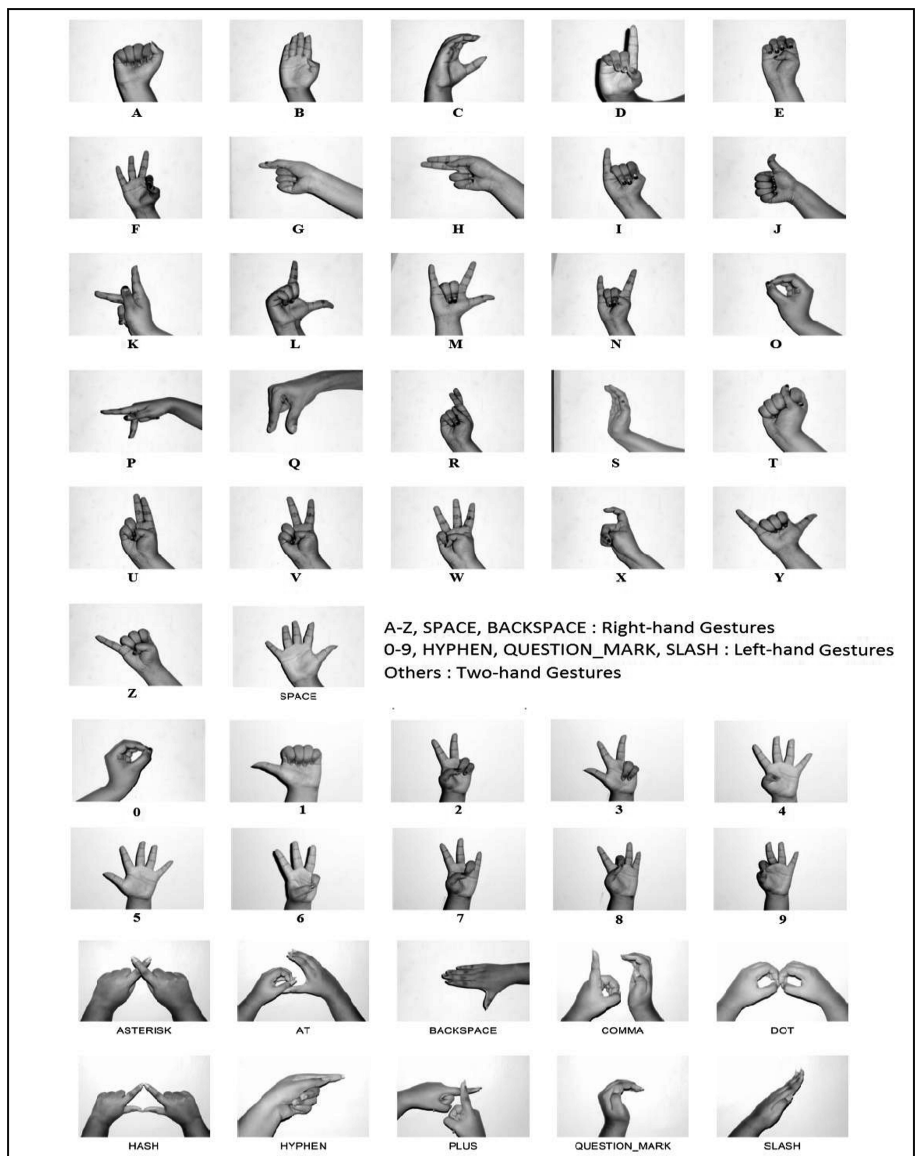 A B C D E
F G H I J
K L M N O
P Q R S T
U V W X Y
A-Z, SPACE, BACKSPACE : Right-hand Gestures
0-9, HYPHEN, QUESTION_MARK, SLASH : Left-hand Gestures
Others : Two-hand Gestures
Z SPACE
0 1 2 3 4
5 6 7 8 9
ASTERISK AT BACKSPACE COMMA DOT
HASH HYPHEN PLUS QUESTION_MARK SLASH